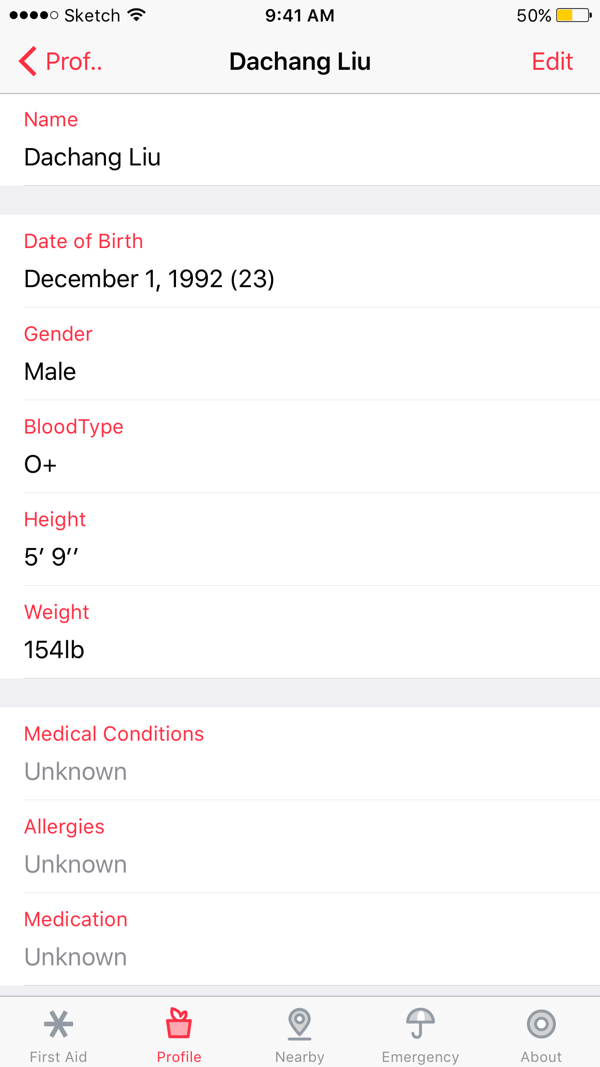 Sketch 9:41 AM 50%
Prof.. Dachang Liu Edit
Name
Dachang Liu
Date of Birth
December 1, 1992 (23)
Gender
Male
BloodType
O+
Height
5′ 9′′
Weight
154lb
Medical Conditions
Unknown
Allergies
Unknown
Medication
Unknown
First Aid Profile Nearby Emergency About